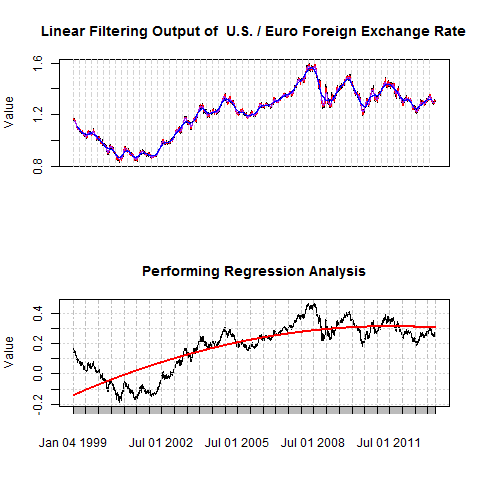 Linear Filtering Output of  U.S. / Euro Foreign Exchange Rate
Value
1.6
1.2
0.8
Performing Regression Analysis
Value
0.4
0.2
0.0
-0.2
Jan 04 1999 Jul 01 2002 Jul 01 2005 Jul 01 2008 Jul 01 2011